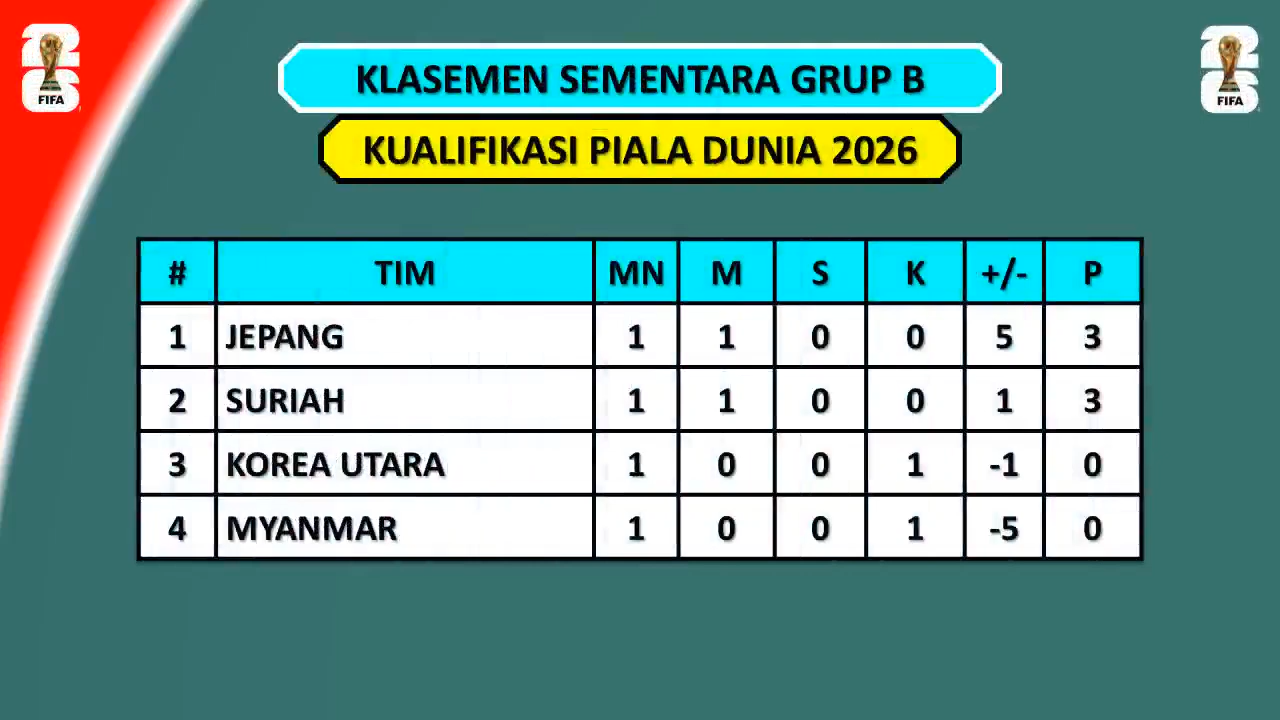 FIFA
FIFA
KLASEMEN SEMENTARA GRUP B
KUALIFIKASI PIALA DUNIA 2026
# TIM MN M S K +/- P
1 JEPANG 1 1 0 0 5 3
2 SURIAH 1 1 0 0 1 3
3 KOREA UTARA 1 0 0 1 -1 0
4 MYANMAR 1 0 0 1 -5 0